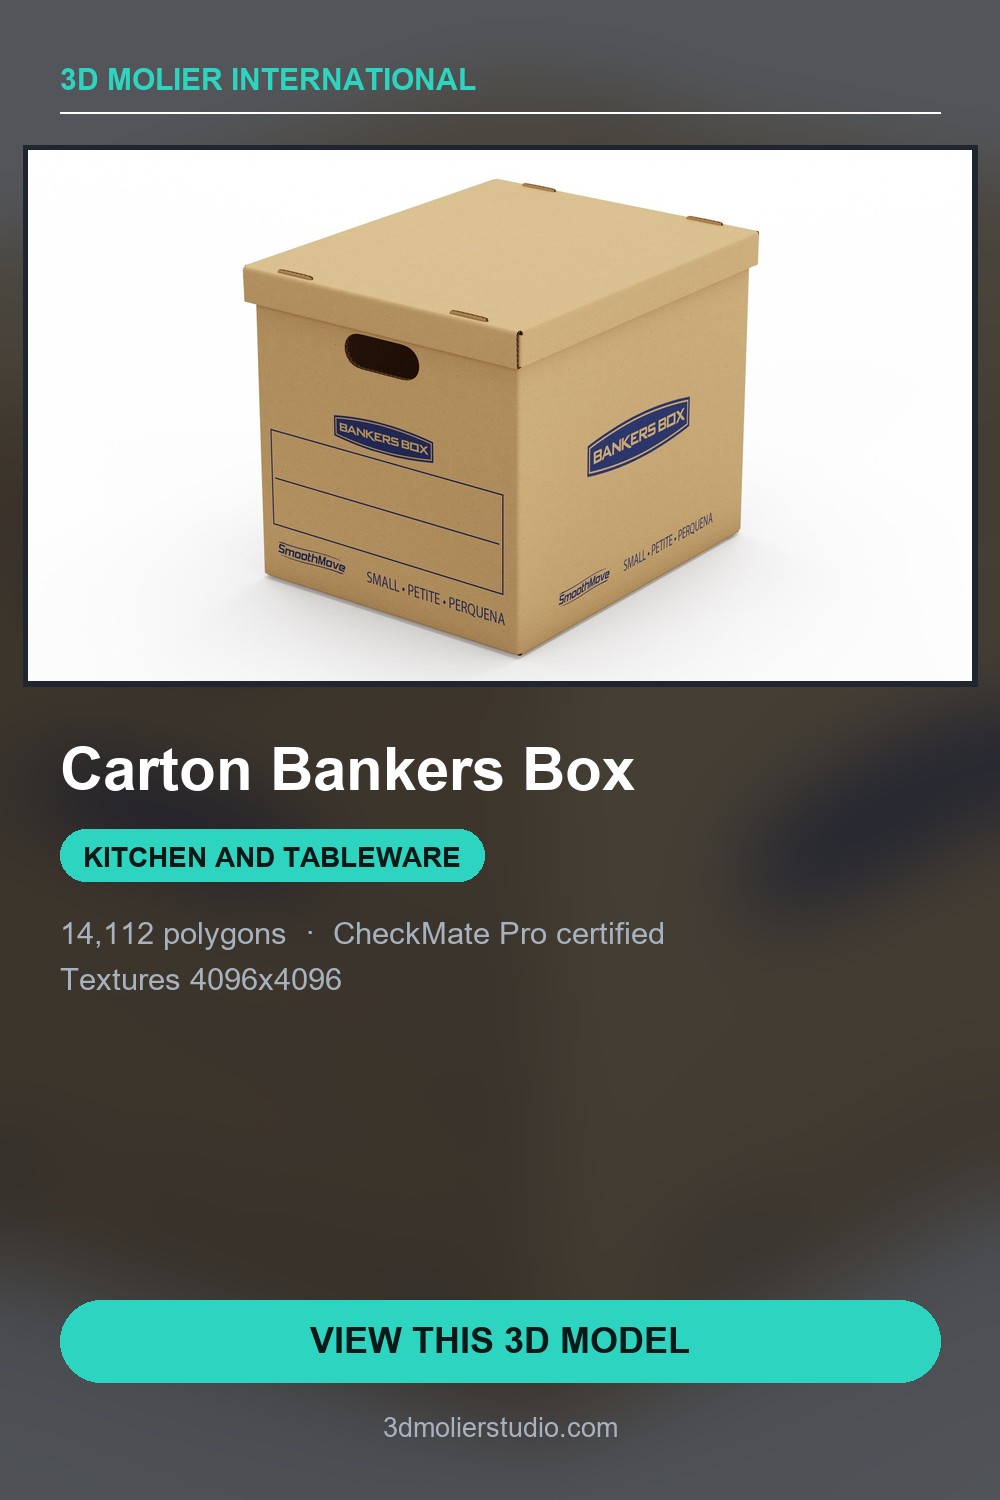 3D MOLIER INTERNATIONAL
BANKERS BOX
BANKERS BOX
SmoothMove
SMALL • PETITE • PERQUENA
SmoothMove
SMALL • PETITE • PERQUENA
Carton Bankers Box
KITCHEN AND TABLEWARE
14,112 polygons · CheckMate Pro certified
Textures 4096x4096
VIEW THIS 3D MODEL
3dmolierstudio.com